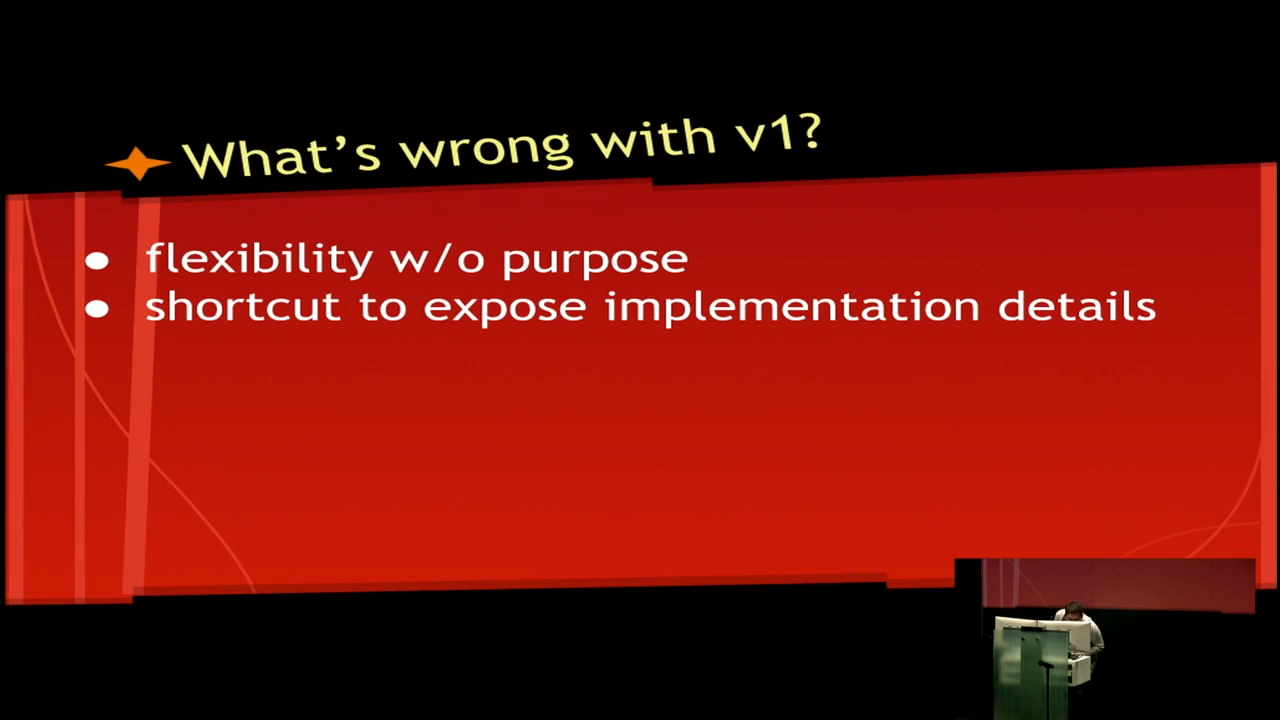 What’s wrong with v1?
● flexibility w/o purpose
● shortcut to expose implementation details